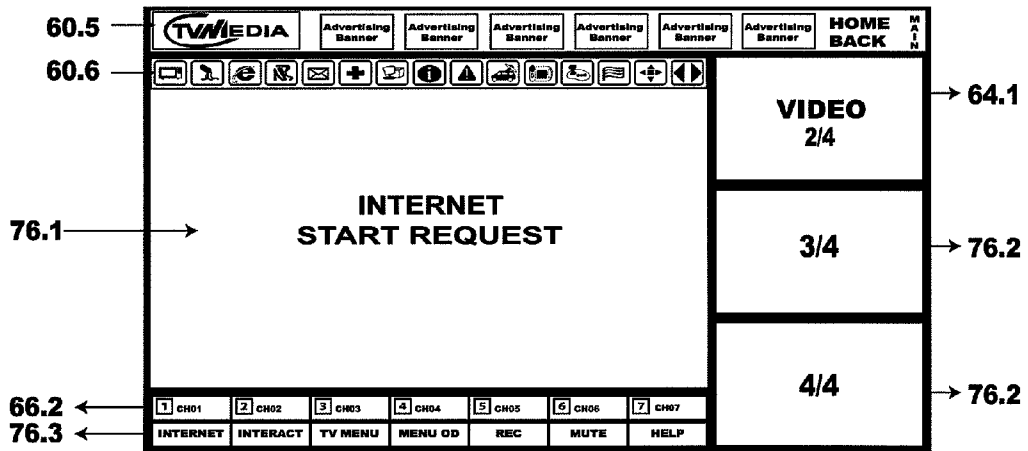 60.5
TVMEDIA
Advertising Banner
Advertising Banner
Advertising Banner
Advertising Banner
Advertising Banner
Advertising Banner
HOME
BACK
MAIN
60.6
VIDEO
2/4
64.1
76.1
INTERNET
START REQUEST
3/4
76.2
4/4
76.2
66.2
1 CH01 2 CH02 3 CH03 4 CH04 5 CH05 6 CH06 7 CH07
76.3
INTERNET INTERACT TV MENU MENU OD REC MUTE HELP